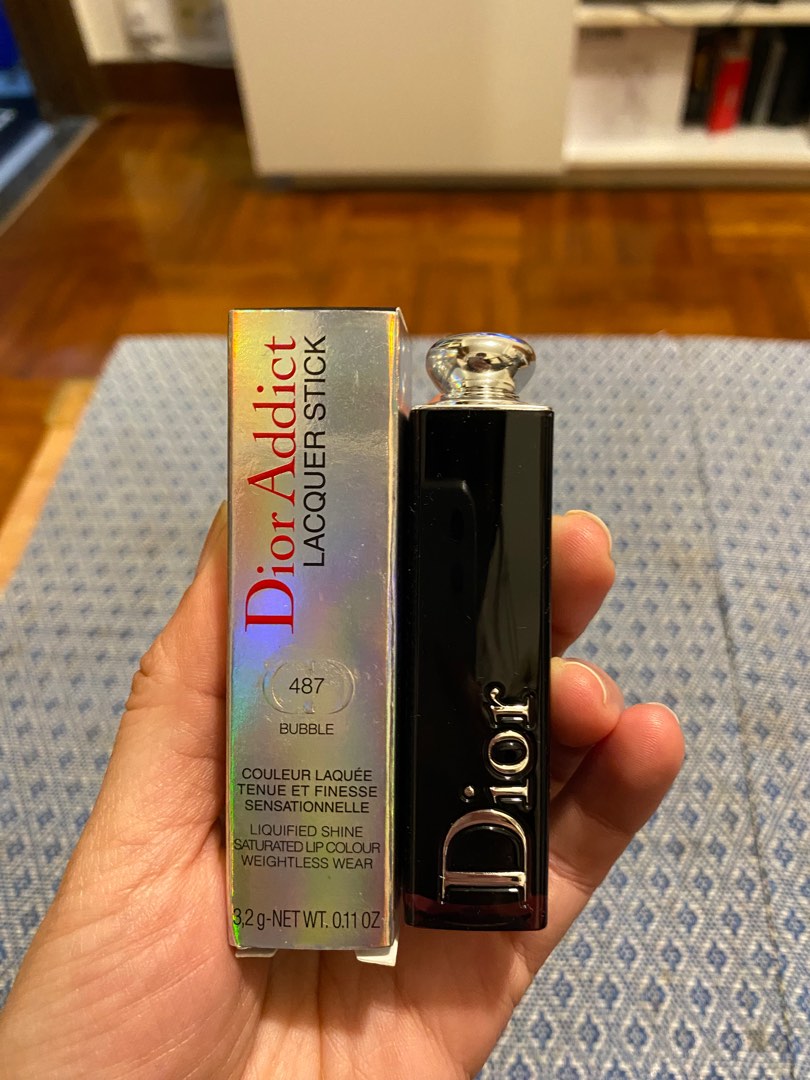 Dior Addict
LACQUER STICK
487
BUBBLE
COULEUR LAQUÉE
TENUE ET FINESSE
SENSATIONNELLE
LIQUIFIED SHINE
SATURATED LIP COLOUR
WEIGHTLESS WEAR
3,2 g-NET WT. 0.11 OZ
Dior